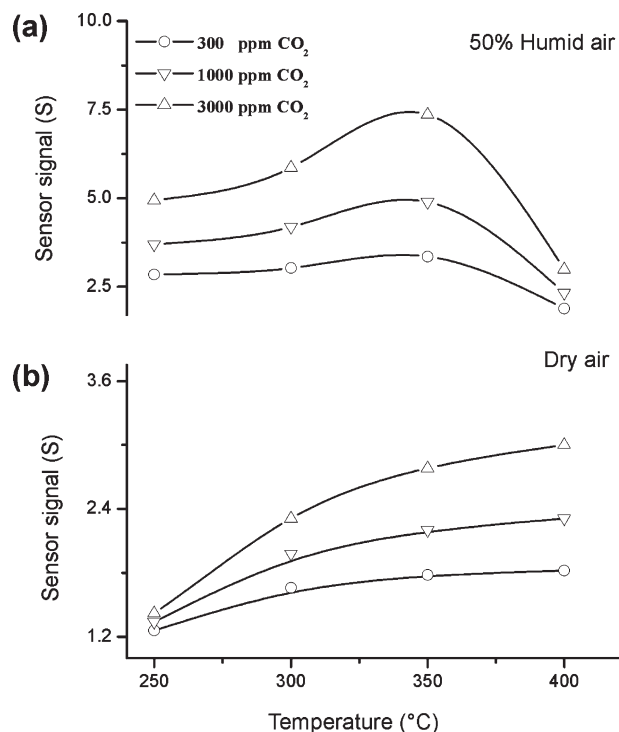 (a)
50% Humid air
300 ppm CO₂
1000 ppm CO₂
3000 ppm CO₂
Sensor signal (S)
10.0
7.5
5.0
2.5
(b)
Dry air
Sensor signal (S)
3.6
2.4
1.2
250 300 350 400
Temperature (°C)